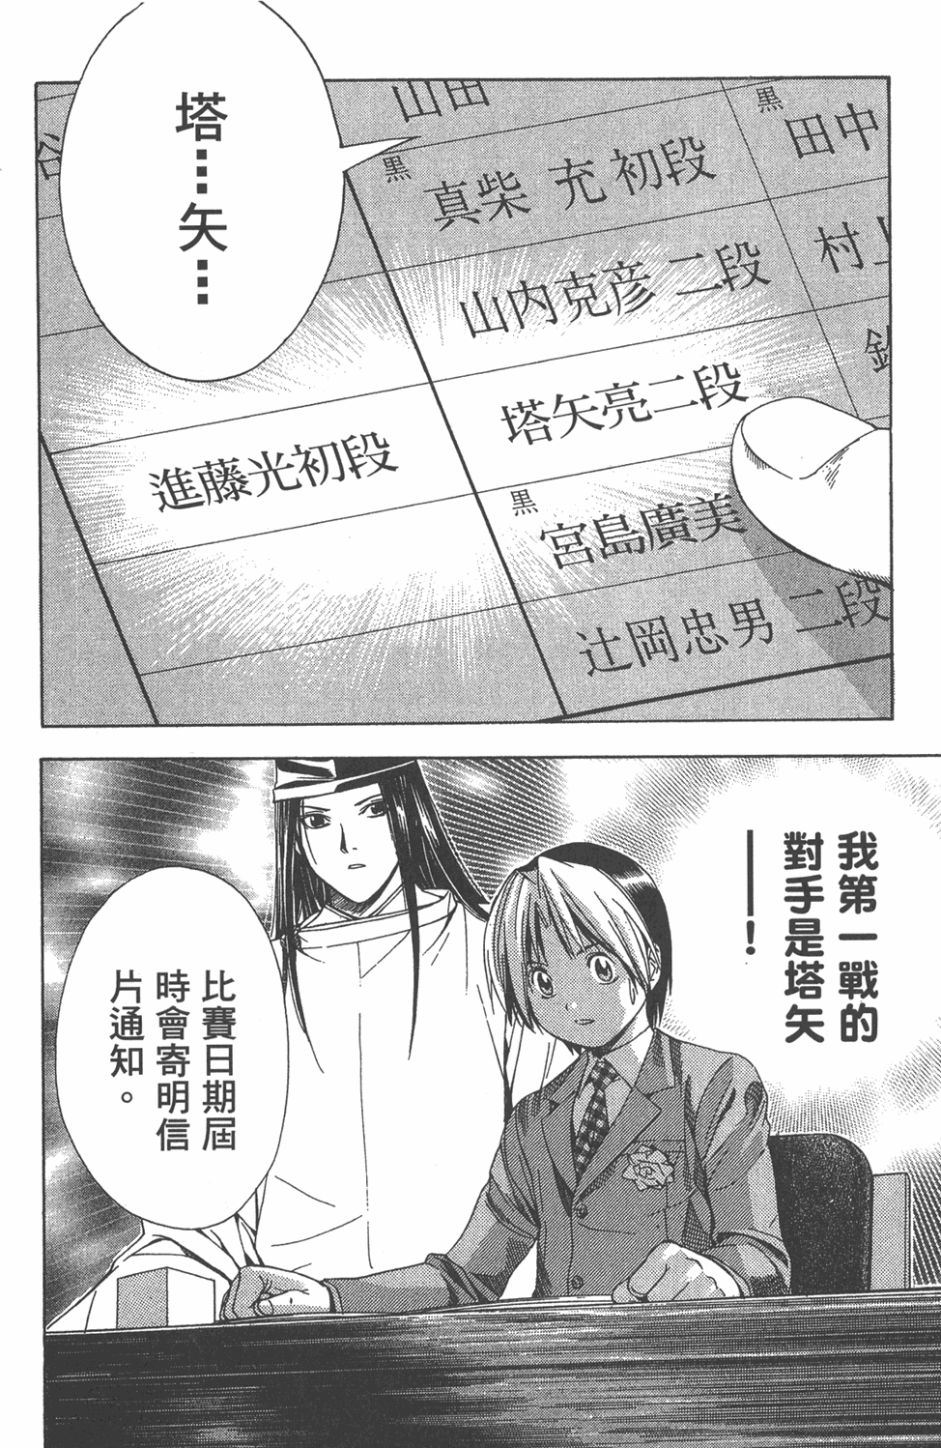 塔…矢…
山田
黒
真柴 充 初段
山内克彦 二段
塔矢亮二段
進藤光初段
黒
宮島廣美
辻岡忠男 二段
黒
田中
村上
谷
我第一戰的
對手是塔矢
——！
比賽日期屆
時會寄明信
片通知。